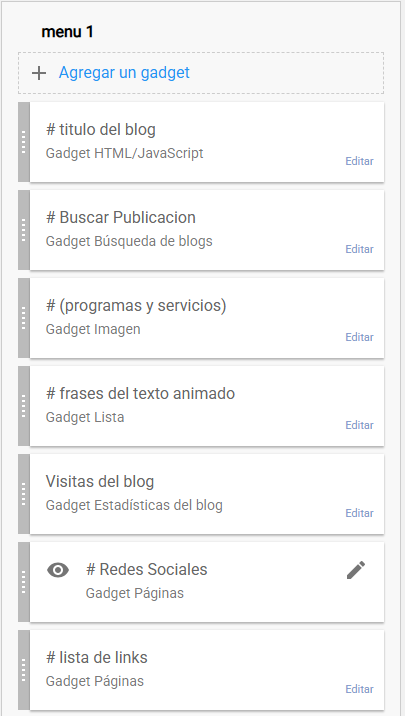 menu 1
Agregar un gadget
# titulo del blog
Gadget HTML/JavaScript
Editar
# Buscar Publicacion
Gadget Búsqueda de blogs
Editar
# (programas y servicios)
Gadget Imagen
Editar
# frases del texto animado
Gadget Lista
Editar
Visitas del blog
Gadget Estadísticas del blog
Editar
# Redes Sociales
Gadget Páginas
# lista de links
Gadget Páginas
Editar